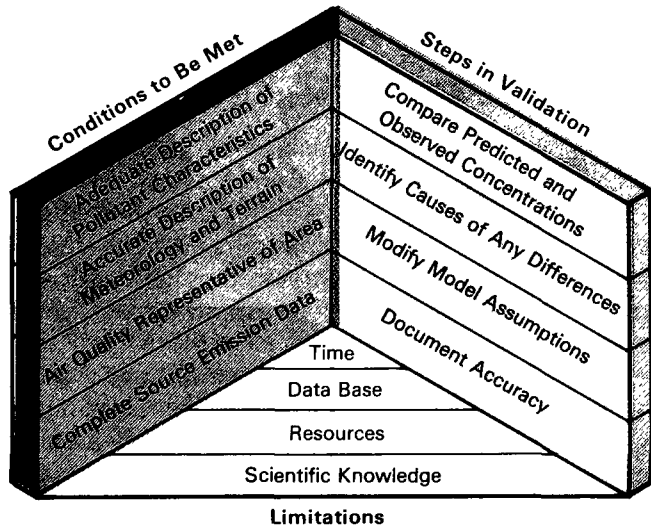 Conditions to Be Met
Adequate Description of
Pollutant Characteristics
Accurate Description of
Meteorology and Terrain
Air Quality Representative of Area
Complete Source Emission Data
Steps in Validation
Compare Predicted and
Observed Concentrations
Identify Causes of Any Differences
Modify Model Assumptions
Document Accuracy
Time
Data Base
Resources
Scientific Knowledge
Limitations